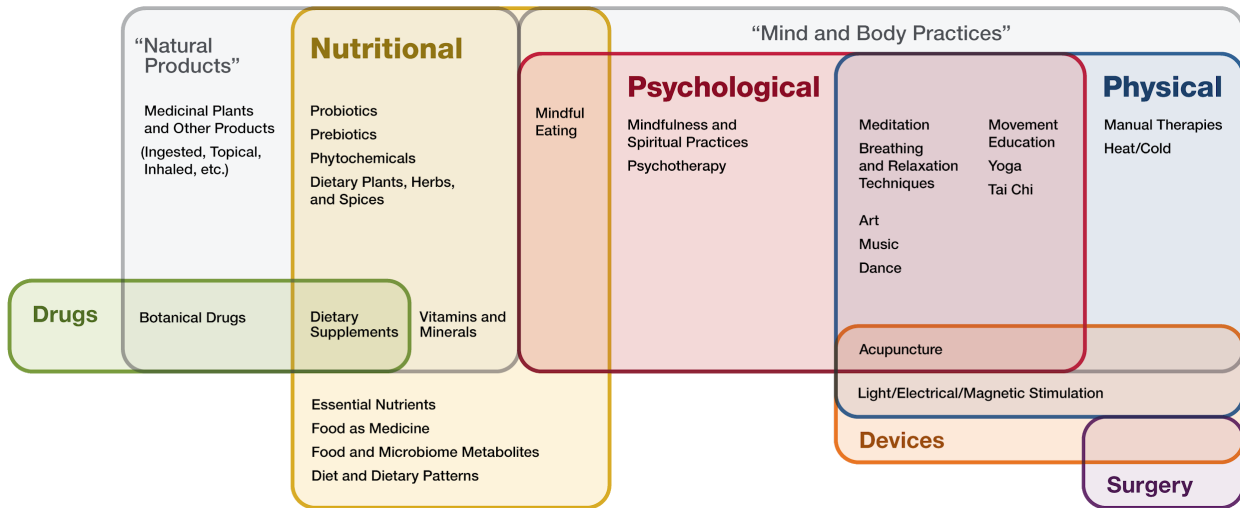 “Natural
Products”
Medicinal Plants
and Other Products
(Ingested, Topical,
Inhaled, etc.)
Nutritional
Probiotics
Prebiotics
Phytochemicals
Dietary Plants, Herbs,
and Spices
“Mind and Body Practices”
Mindful
Eating
Psychological
Mindfulness and
Spiritual Practices
Psychotherapy
Meditation
Breathing
and Relaxation
Techniques
Art
Music
Dance
Movement
Education
Yoga
Tai Chi
Physical
Manual Therapies
Heat/Cold
Drugs
Botanical Drugs
Dietary
Supplements
Vitamins and
Minerals
Acupuncture
Light/Electrical/Magnetic Stimulation
Essential Nutrients
Food as Medicine
Food and Microbiome Metabolites
Diet and Dietary Patterns
Devices
Surgery